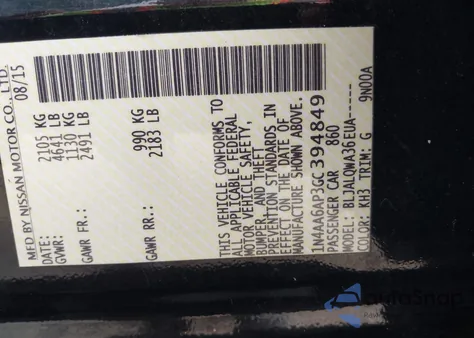 MFD BY NISSAN MOTOR CO., LTD.
DATE: 08/15
GVWR: 2105 KG
4641 LB
GAWR FR.: 1130 KG
2491 LB
GAWR RR.: 990 KG
2183 LB
THIS VEHICLE CONFORMS TO
ALL APPLICABLE FEDERAL
MOTOR VEHICLE SAFETY,
BUMPER, AND THEFT
PREVENTION STANDARDS IN
EFFECT ON THE DATE OF
MANUFACTURE SHOWN ABOVE.
1N4AA6AP3GC394849
PASSENGER CAR 860
MODEL: BLJALQWA36EUA-----
COLOR: KH3 TRIM: G 9N00A
AutoSnap